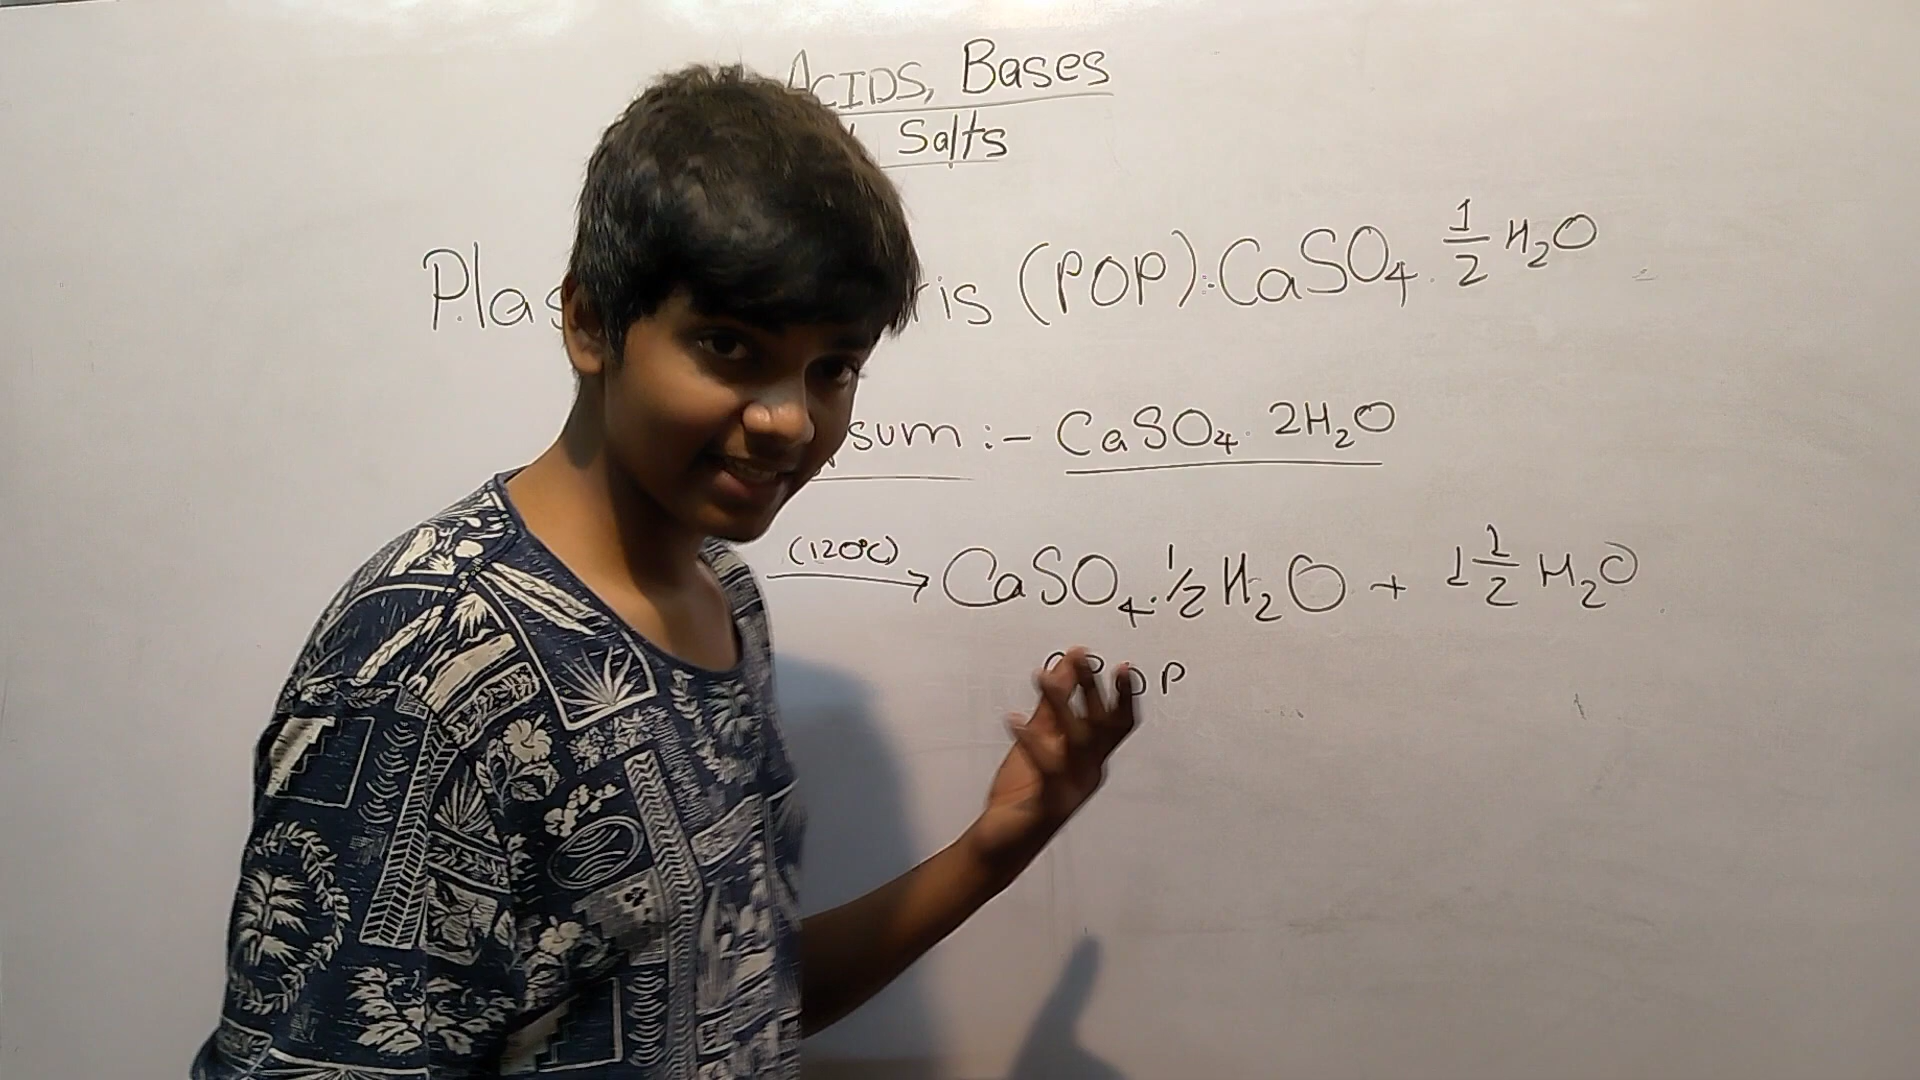 ACIDS, Bases
Salts
Plas ris (POP):CaSO₄. 1/2 H₂O
sum :- CaSO₄. 2H₂O
(120°C) → CaSO₄.1/2 H₂O + 1 1/2 H₂O
POP